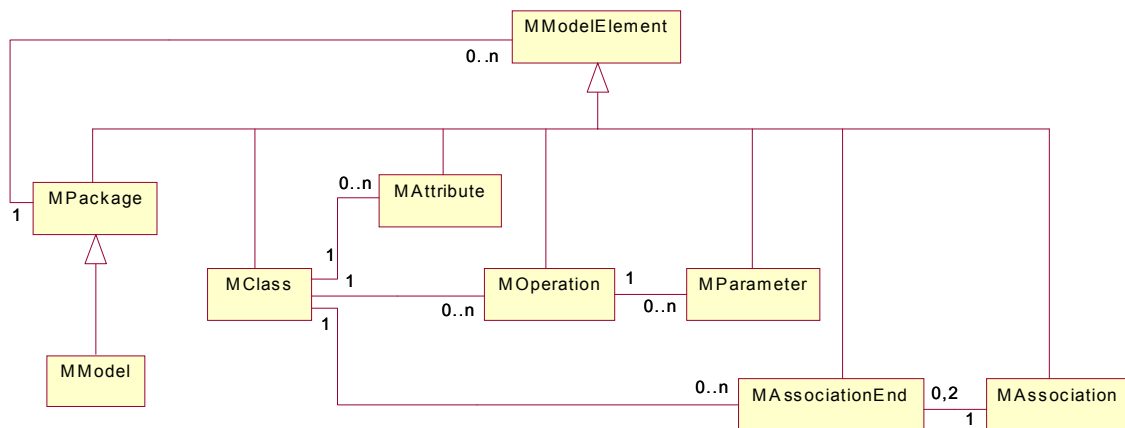 MModelElement
0..n
MPackage
1
0..n
MAttribute
1
MClass
1
1
0..n
MOperation
1
0..n
MParameter
MModel
0..n
MAssociationEnd
0,2
1
MAssociation